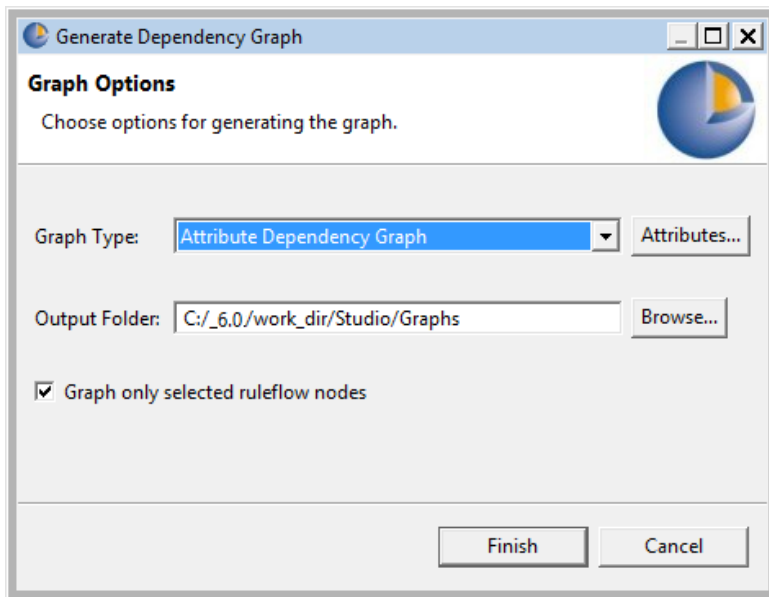 Generate Dependency Graph
Graph Options
Choose options for generating the graph.
Graph Type: Attribute Dependency Graph Attributes...
Output Folder: C:/_6.0./work_dir/Studio/Graphs Browse...
Graph only selected ruleflow nodes
Finish Cancel